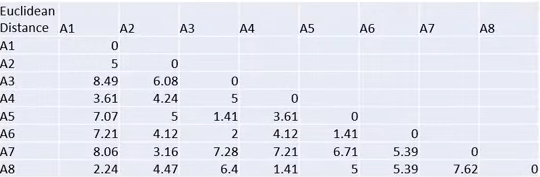 Euclidean
Distance A1 A2 A3 A4 A5 A6 A7 A8
A1 0
A2 5 0
A3 8.49 6.08 0
A4 3.61 4.24 5 0
A5 7.07 5 1.41 3.61 0
A6 7.21 4.12 2 4.12 1.41 0
A7 8.06 3.16 7.28 7.21 6.71 5.39 0
A8 2.24 4.47 6.4 1.41 5 5.39 7.62 0